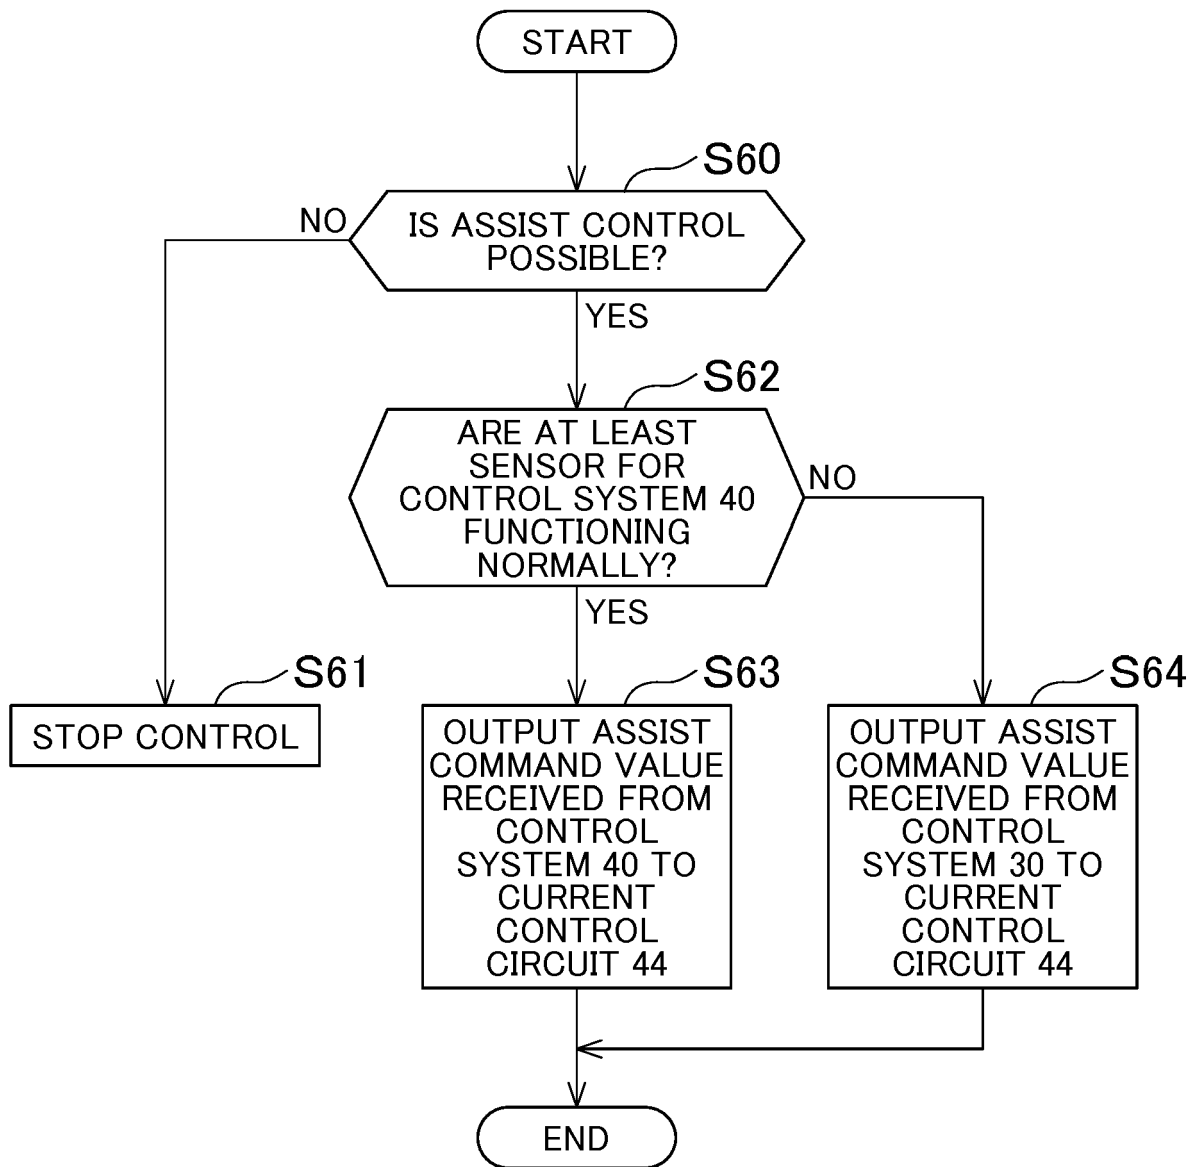 START
S60
IS ASSIST CONTROL
POSSIBLE?
NO
YES
S62
ARE AT LEAST
SENSOR FOR
CONTROL SYSTEM 40
FUNCTIONING
NORMALLY?
NO
YES
S61
STOP CONTROL
S63
OUTPUT ASSIST
COMMAND VALUE
RECEIVED FROM
CONTROL
SYSTEM 40 TO
CURRENT
CONTROL
CIRCUIT 44
S64
OUTPUT ASSIST
COMMAND VALUE
RECEIVED FROM
CONTROL
SYSTEM 30 TO
CURRENT
CONTROL
CIRCUIT 44
END